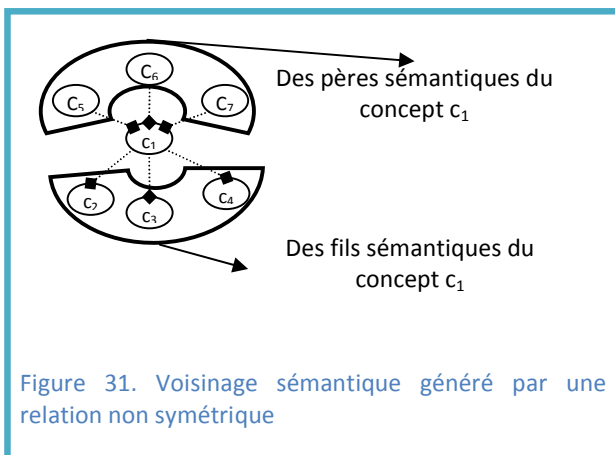 C₆
C₅
C₇
Des pères sémantiques du
concept c₁
c₁
c₂
c₃
c₄
Des fils sémantiques du
concept c₁
Figure 31. Voisinage sémantique généré par une
relation non symétrique